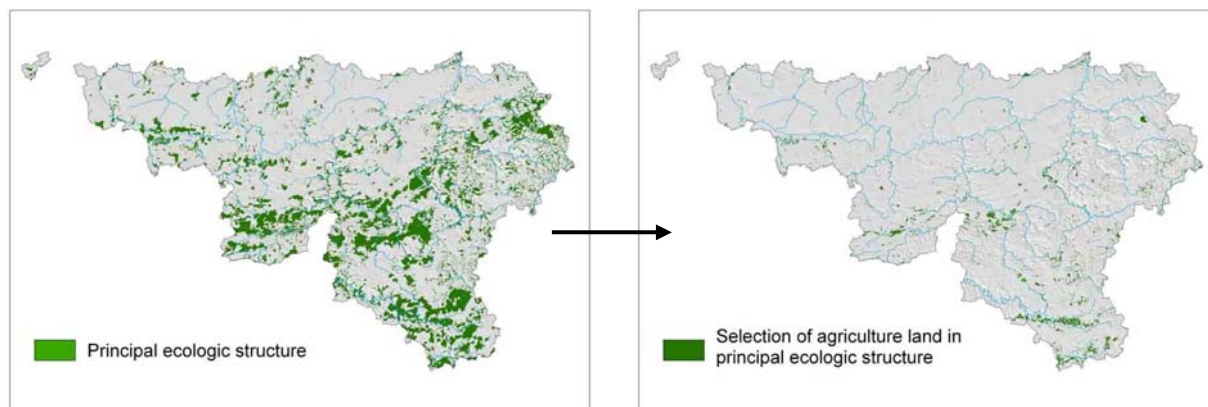 Principal ecologic structure
Selection of agriculture land in
principal ecologic structure